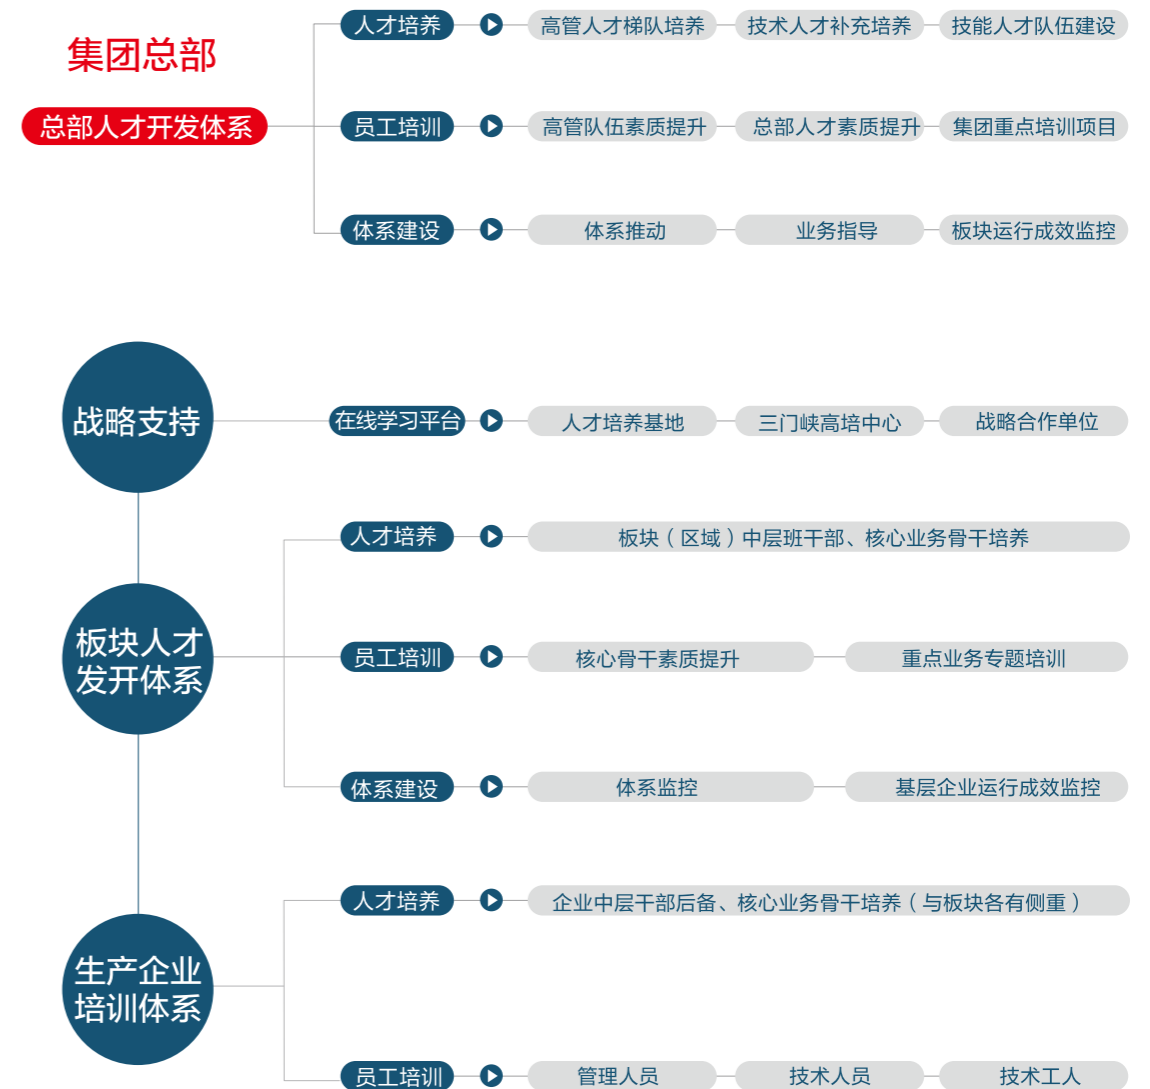 集团总部
总部人才开发体系
人才培养
高管人才梯队培养
技术人才补充培养
技能人才队伍建设
员工培训
高管队伍素质提升
总部人才素质提升
集团重点培训项目
体系建设
体系推动
业务指导
板块运行成效监控
战略支持
在线学习平台
人才培养基地
三门峡高培中心
战略合作单位
板块人才
发开体系
人才培养
板块（区域）中层班干部、核心业务骨干培养
员工培训
核心骨干素质提升
重点业务专题培训
体系建设
体系监控
基层企业运行成效监控
生产企业
培训体系
人才培养
企业中层干部后备、核心业务骨干培养（与板块各有侧重）
员工培训
管理人员
技术人员
技术工人